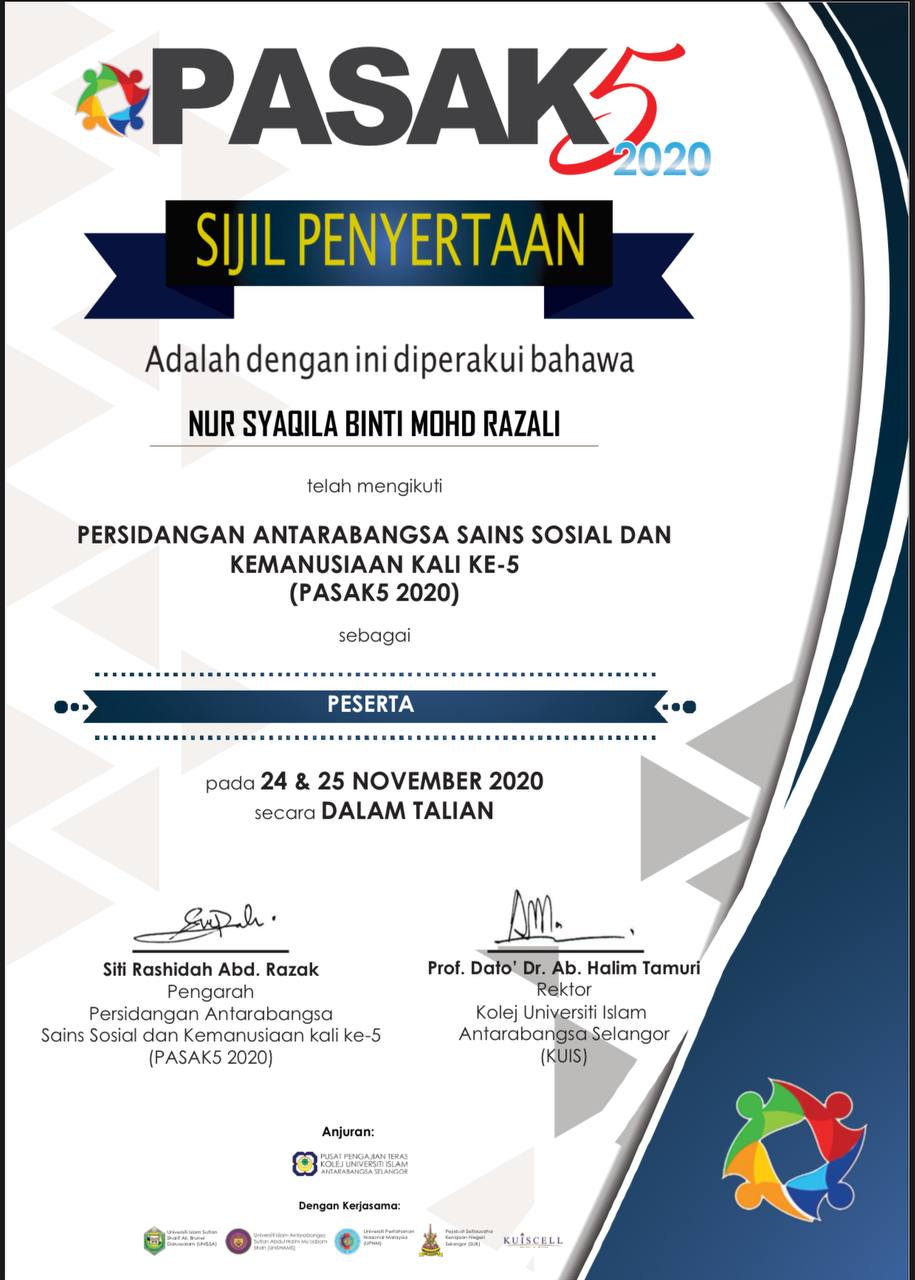 PASAK5
2020
SIJIL PENYERTAAN
Adalah dengan ini diperakui bahawa
NUR SYAQILA BINTI MOHD RAZALI
telah mengikuti
PERSIDANGAN ANTARABANGSA SAINS SOSIAL DAN
KEMANUSIAAN KALI KE-5
(PASAK5 2020)
sebagai
PESERTA
pada 24 & 25 NOVEMBER 2020
secara DALAM TALIAN
Siti Rashidah Abd. Razak
Pengarah
Persidangan Antarabangsa
Sains Sosial dan Kemanusiaan kali ke-5
(PASAK5 2020)
Prof. Dato' Dr. Ab. Halim Tamuri
Rektor
Kolej Universiti Islam
Antarabangsa Selangor
(KUIS)
Anjuran:
PUSAT PENGAJIAN TERAS
KOLEJ UNIVERSITI ISLAM
ANTARABANGSA SELANGOR
Dengan Kerjasama:
Universiti Islam Sultan
Sharif Ali, Brunei
Darussalam (UNISSA)
Universiti Islam Antarabangsa
Sultan Abdul Halim Mu'adzam
Shah (UniSHAMS)
Universiti Pertahanan
Nasional Malaysia
(UPNM)
Pejabat Setiausaha
Kerajaan Negeri
Selangor (SUK)
KUISCELL